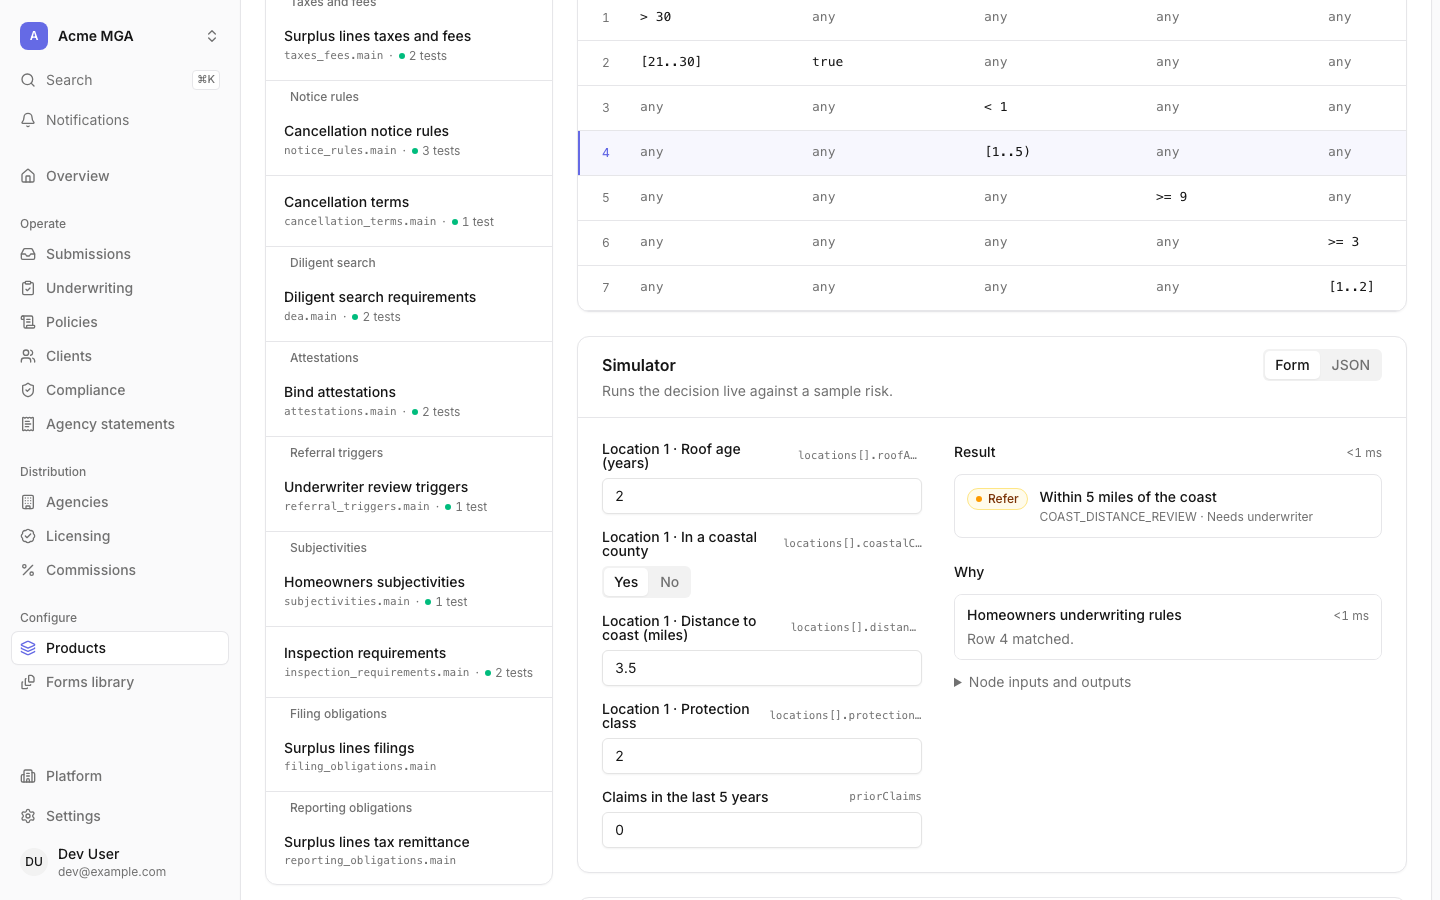 A Acme MGA
Search ⌘K
Notifications
Overview
Operate
Submissions
Underwriting
Policies
Clients
Compliance
Agency statements
Distribution
Agencies
Licensing
Commissions
Configure
Products
Forms library
Platform
Settings
DU Dev User
dev@example.com
Taxes and fees
Surplus lines taxes and fees
taxes_fees.main · 2 tests
Notice rules
Cancellation notice rules
notice_rules.main · 3 tests
Cancellation terms
cancellation_terms.main · 1 test
Diligent search
Diligent search requirements
dea.main · 2 tests
Attestations
Bind attestations
attestations.main · 2 tests
Referral triggers
Underwriter review triggers
referral_triggers.main · 1 test
Subjectivities
Homeowners subjectivities
subjectivities.main · 1 test
Inspection requirements
inspection_requirements.main · 2 tests
Filing obligations
Surplus lines filings
filing_obligations.main
Reporting obligations
Surplus lines tax remittance
reporting_obligations.main
1 > 30 any any any any
2 [21..30] true any any any
3 any any < 1 any any
4 any any [1..5) any any
5 any any any >= 9 any
6 any any any any >= 3
7 any any any any [1..2]
Simulator
Runs the decision live against a sample risk.
Form JSON
Location 1 · Roof age
(years)
locations[].roofA…
2
Location 1 · In a coastal
county
locations[].coastalC…
Yes No
Location 1 · Distance to
coast (miles)
locations[].distan…
3.5
Location 1 · Protection
class
locations[].protection…
2
Claims in the last 5 years priorClaims
0
Result <1 ms
Refer Within 5 miles of the coast
COAST_DISTANCE_REVIEW · Needs underwriter
Why
Homeowners underwriting rules <1 ms
Row 4 matched.
Node inputs and outputs